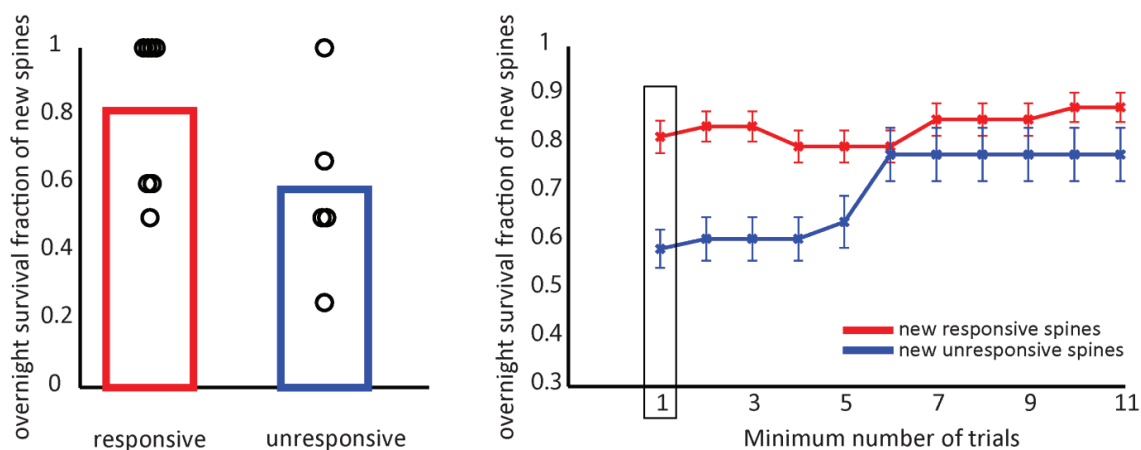 overnight survival fraction of new spines
1
0.8
0.6
0.4
0.2
0
responsive
unresponsive
overnight survival fraction of new spines
1
0.9
0.8
0.7
0.6
0.5
0.4
0.3
new responsive spines
new unresponsive spines
1 3 5 7 9 11
Minimum number of trials